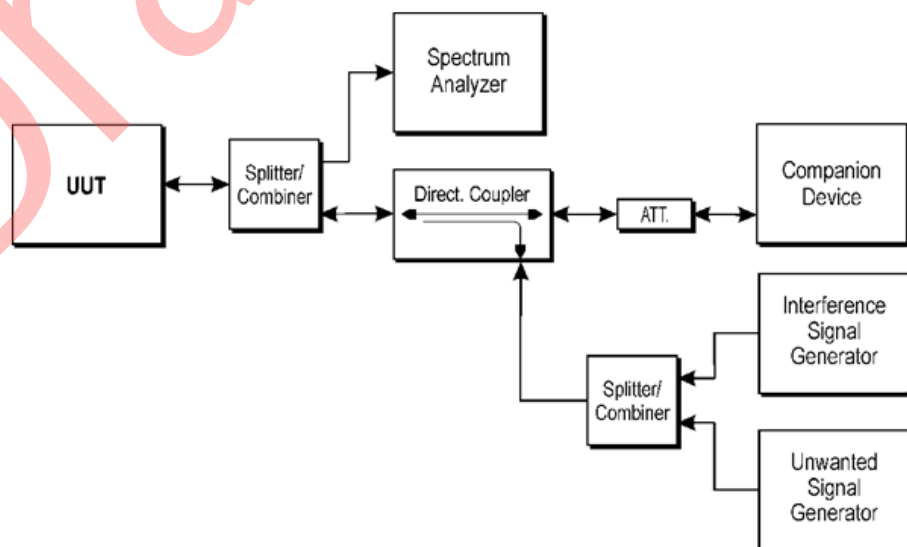 Spectrum
Analyzer
UUT
Splitter/
Combiner
Direct. Coupler
ATT.
Companion
Device
Interference
Signal
Generator
Splitter/
Combiner
Unwanted
Signal
Generator